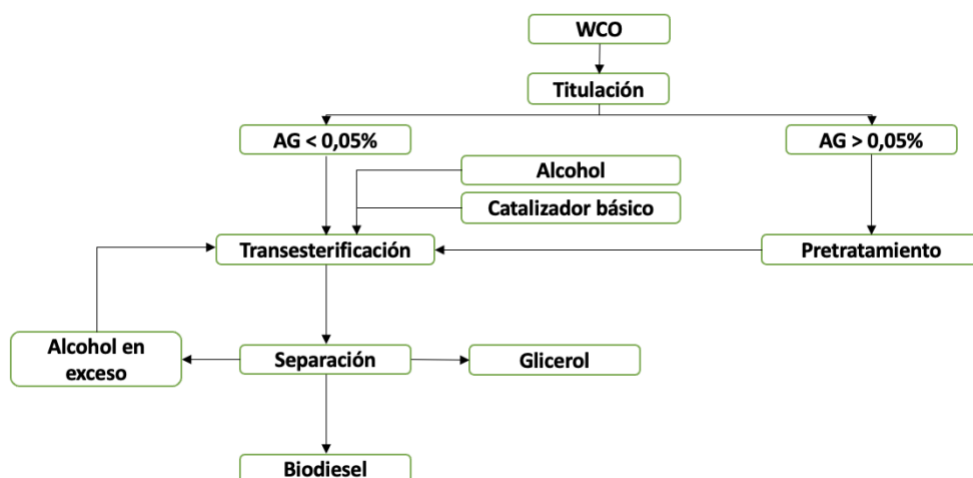 WCO
Titulación
AG < 0,05%
AG > 0,05%
Alcohol
Catalizador básico
Transesterificación
Pretratamiento
Alcohol en
exceso
Separación
Glicerol
Biodiesel